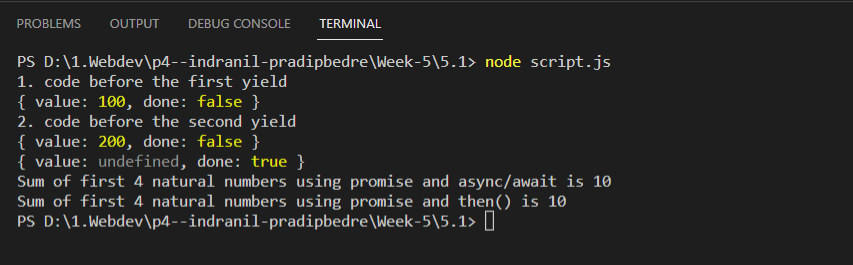 PROBLEMS OUTPUT DEBUG CONSOLE TERMINAL
PS D:\1.Webdev\p4--indranil-pradipbedre\Week-5\5.1> node script.js
1. code before the first yield
{ value: 100, done: false }
2. code before the second yield
{ value: 200, done: false }
{ value: undefined, done: true }
Sum of first 4 natural numbers using promise and async/await is 10
Sum of first 4 natural numbers using promise and then() is 10
PS D:\1.Webdev\p4--indranil-pradipbedre\Week-5\5.1>